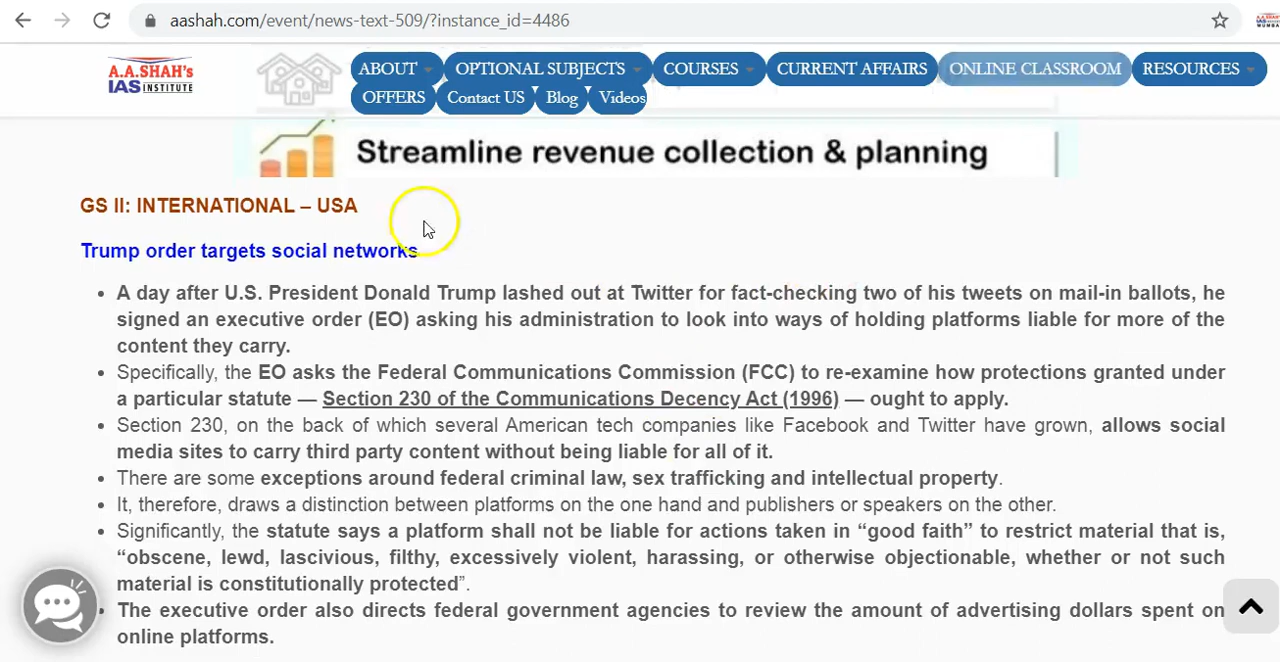 aashah.com/event/news-text-509/?instance_id=4486
A.A.SHAH's
IAS INSTITUTE
ABOUT OPTIONAL SUBJECTS COURSES CURRENT AFFAIRS ONLINE CLASSROOM RESOURCES
OFFERS Contact US Blog Videos
Streamline revenue collection & planning
GS II: INTERNATIONAL – USA
Trump order targets social networks
• A day after U.S. President Donald Trump lashed out at Twitter for fact-checking two of his tweets on mail-in ballots, he
signed an executive order (EO) asking his administration to look into ways of holding platforms liable for more of the
content they carry.
• Specifically, the EO asks the Federal Communications Commission (FCC) to re-examine how protections granted under
a particular statute — Section 230 of the Communications Decency Act (1996) — ought to apply.
• Section 230, on the back of which several American tech companies like Facebook and Twitter have grown, allows social
media sites to carry third party content without being liable for all of it.
• There are some exceptions around federal criminal law, sex trafficking and intellectual property.
• It, therefore, draws a distinction between platforms on the one hand and publishers or speakers on the other.
• Significantly, the statute says a platform shall not be liable for actions taken in “good faith” to restrict material that is,
“obscene, lewd, lascivious, filthy, excessively violent, harassing, or otherwise objectionable, whether or not such
material is constitutionally protected”.
• The executive order also directs federal government agencies to review the amount of advertising dollars spent on
online platforms.